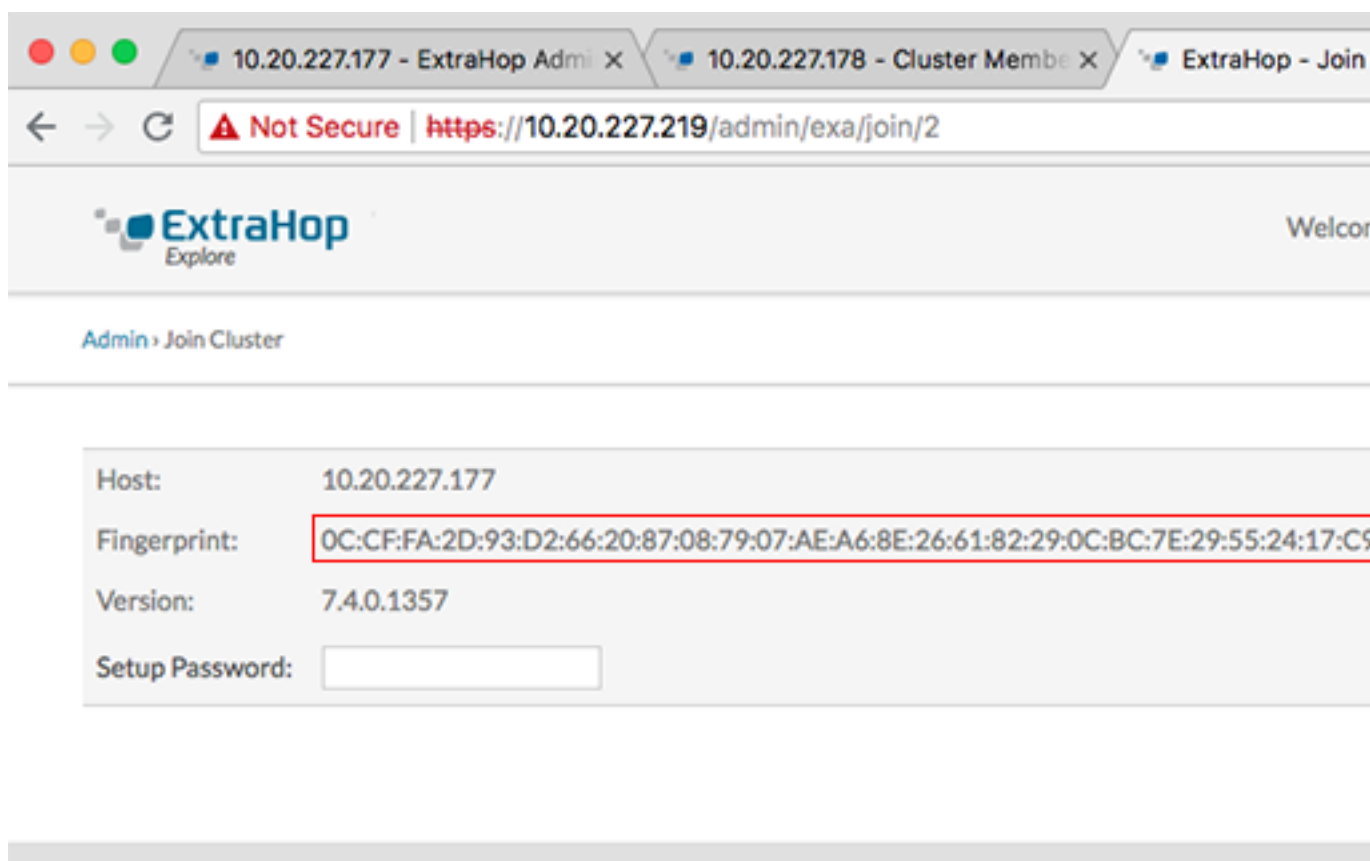 10.20.227.177 - ExtraHop Admi
10.20.227.178 - Cluster Membe
ExtraHop - Join
Not Secure | https://10.20.227.219/admin/exa/join/2
ExtraHop
Explore
Welcom
Admin › Join Cluster
Host: 10.20.227.177
Fingerprint: 0C:CF:FA:2D:93:D2:66:20:87:08:79:07:AE:A6:8E:26:61:82:29:0C:BC:7E:29:55:24:17:C9
Version: 7.4.0.1357
Setup Password: